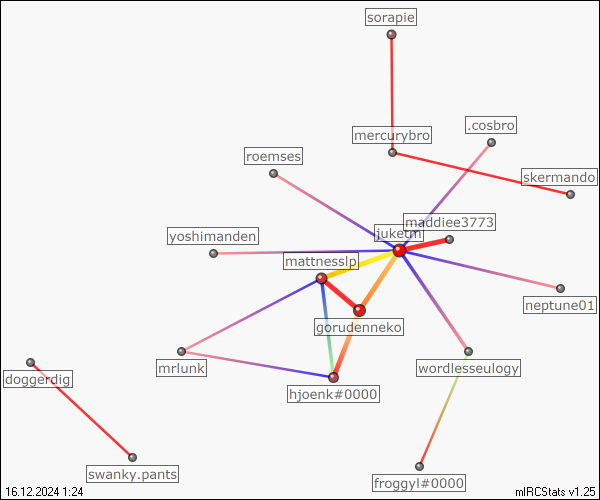 sorapie
mercurybro
.cosbro
roemses
skermando
maddiee3773
juketm
yoshimanden
mattnesslp
neptune01
gorudenneko
mrlunk
wordlesseulogy
doggerdig
hjoenk#0000
swanky.pants
froggyl#0000
16.12.2024 1:24
mIRCStats v1.25